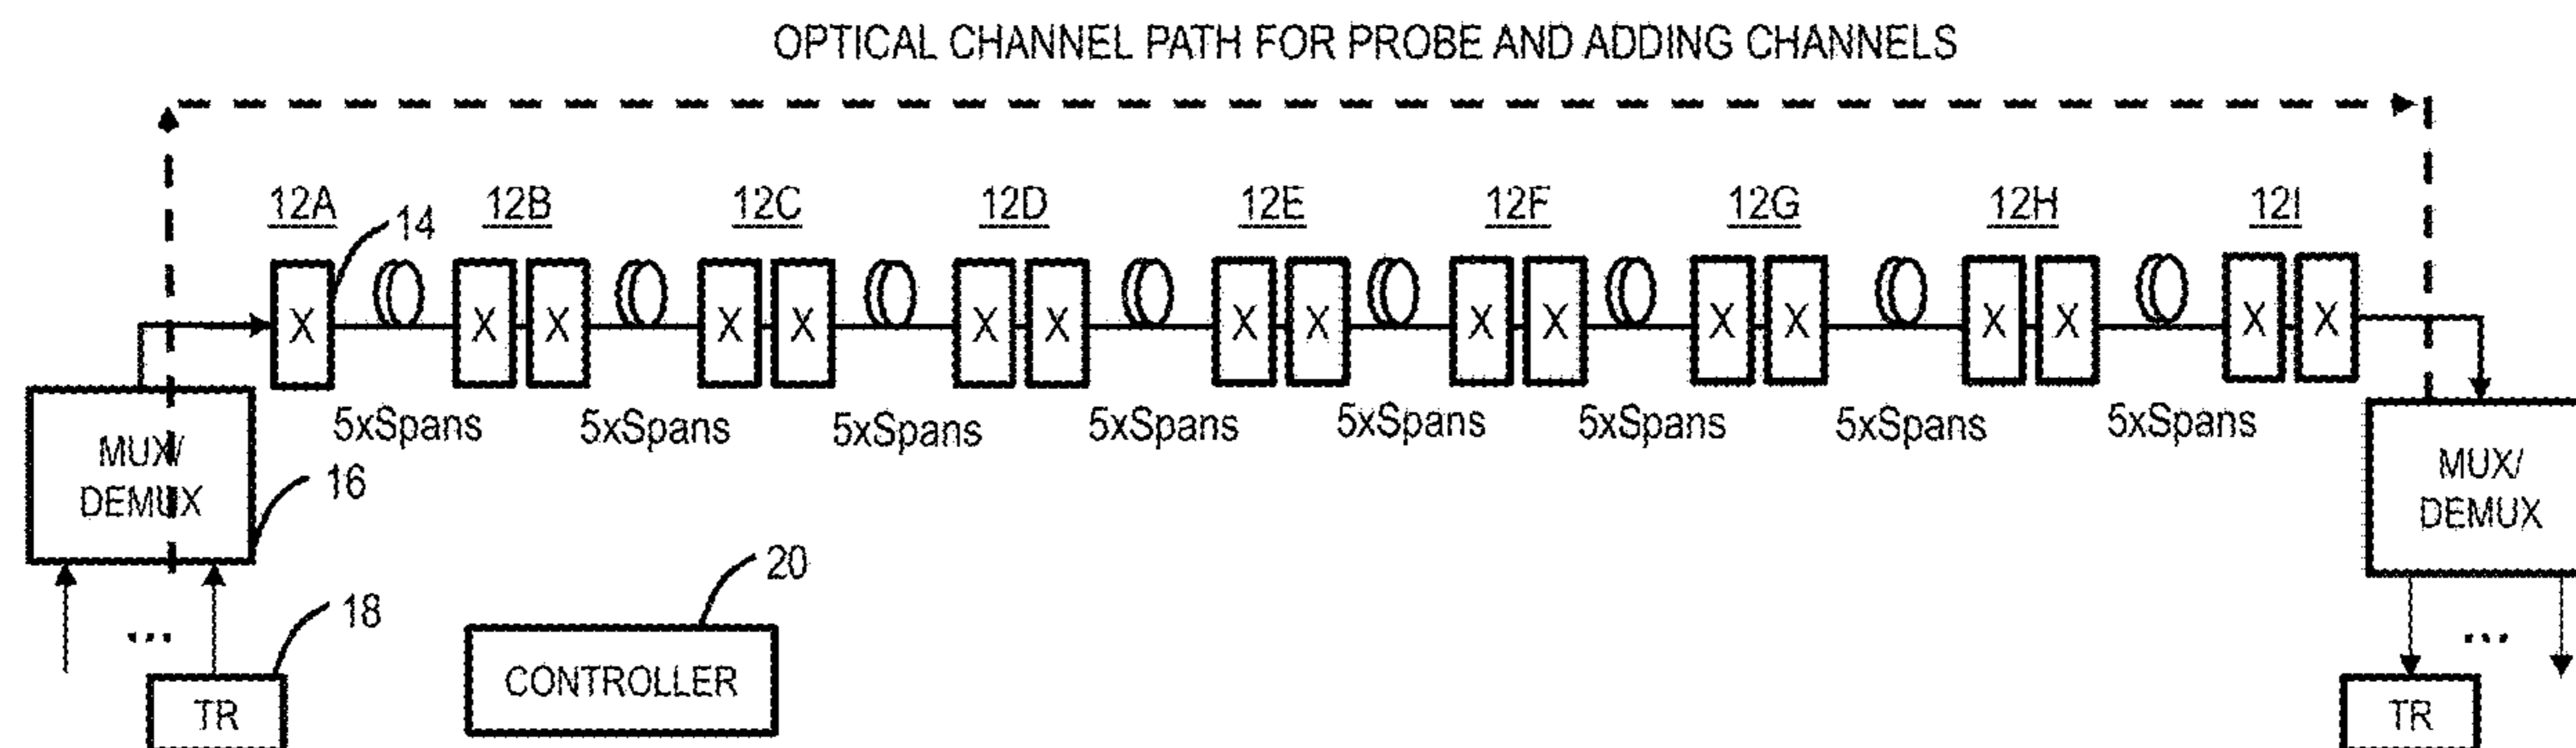 OPTICAL CHANNEL PATH FOR PROBE AND ADDING CHANNELS
12A 12B 12C 12D 12E 12F 12G 12H 12I
14
X X X X X X X X X X X X X X X X X
5xSpans 5xSpans 5xSpans 5xSpans 5xSpans 5xSpans 5xSpans 5xSpans
MUX/
DEMUX
16
MUX/
DEMUX
20
18
... ...
CONTROLLER
TR
TR